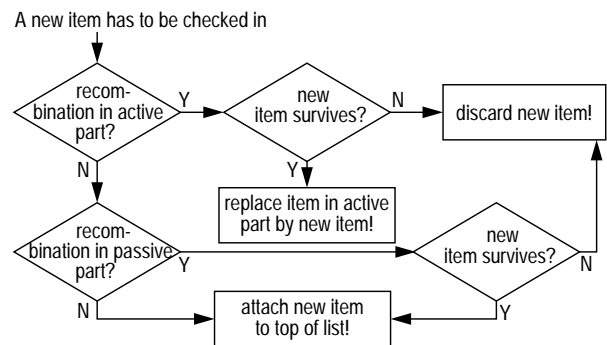 A new item has to be checked in
recom-
bination in active
part?
Y
new
item survives?
N
discard new item!
N
Y
replace item in active
part by new item!
recom-
bination in passive
part?
Y
new
item survives?
N
N
Y
attach new item
to top of list!